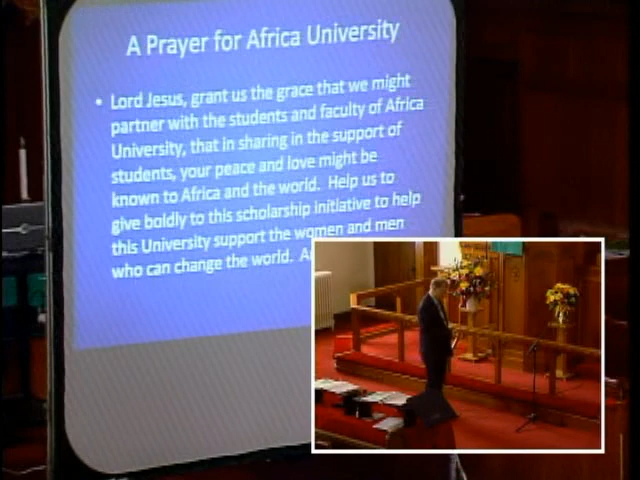 A Prayer for Africa University
• Lord Jesus, grant us the grace that we might
partner with the students and faculty of Africa
University, that in sharing in the support of
students, your peace and love might be
known to Africa and the world. Help us to
give boldly to this scholarship initiative to help
this University support the women and men
who can change the world.